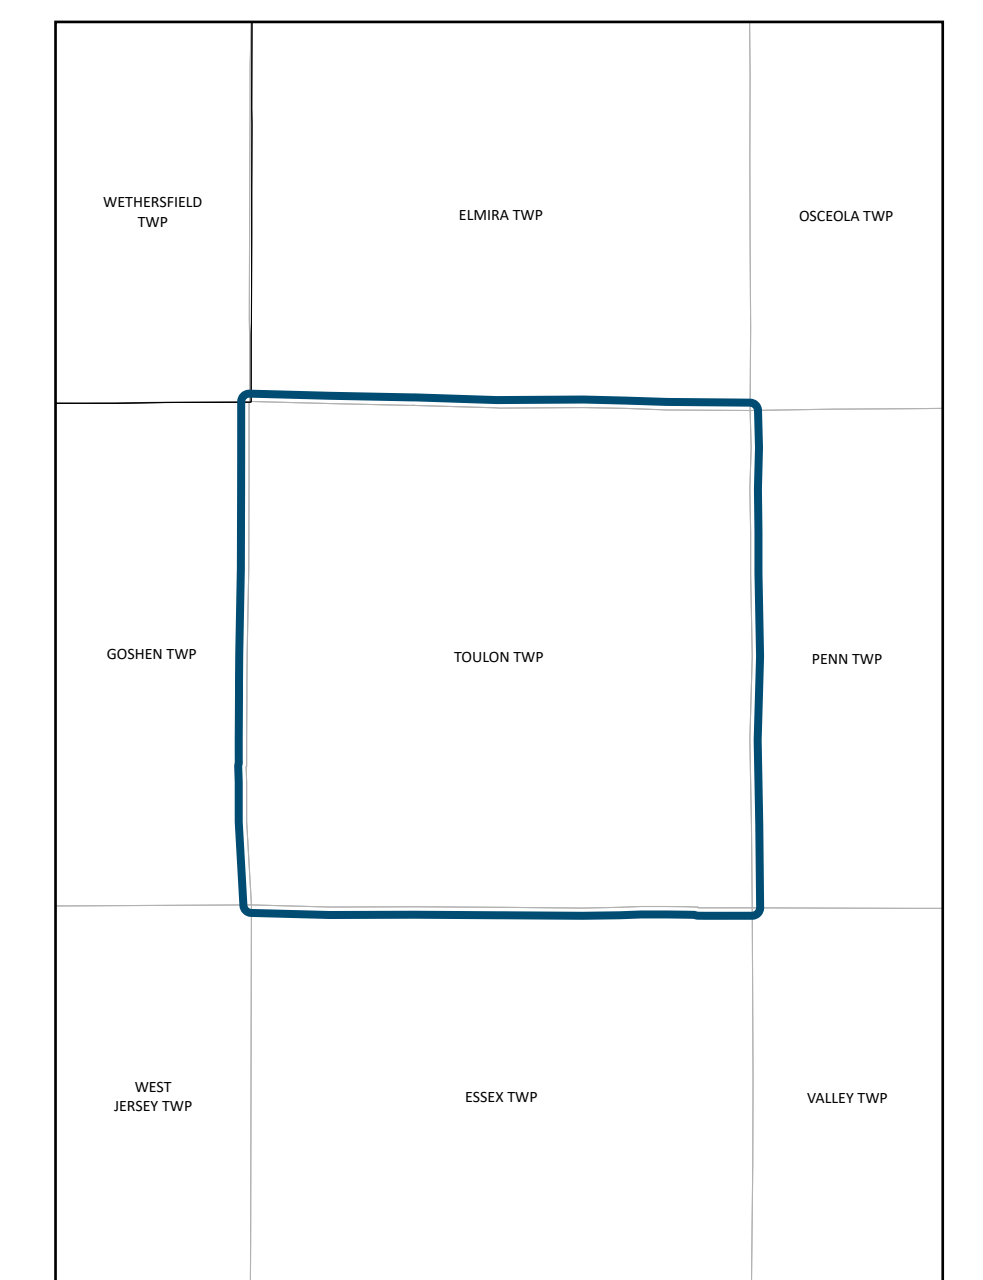 WETHERSFIELD
TWP
ELMIRA TWP
OSCEOLA TWP
GOSHEN TWP
TOULON TWP
PENN TWP
WEST
JERSEY TWP
ESSEX TWP
VALLEY TWP